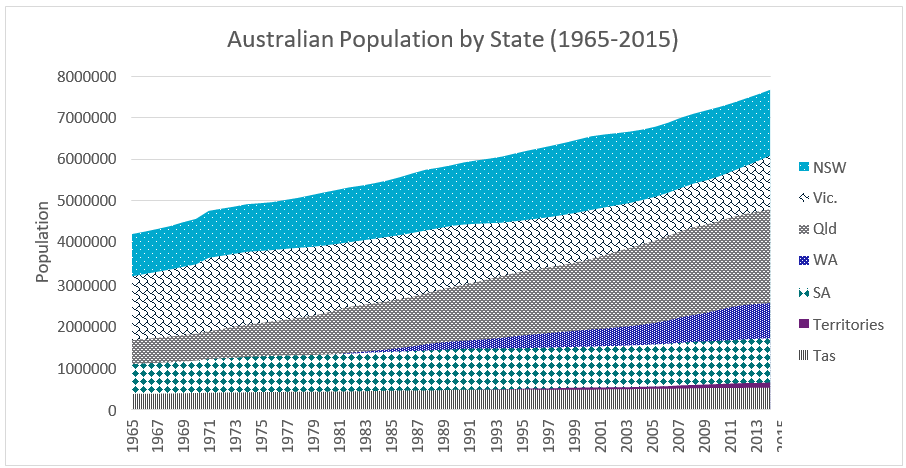 Australian Population by State (1965-2015)
8000000
7000000
6000000
5000000
4000000
3000000
2000000
1000000
0
Population
1965 1967 1969 1971 1973 1975 1977 1979 1981 1983 1985 1987 1989 1991 1993 1995 1997 1999 2001 2003 2005 2007 2009 2011 2013 2015
NSW
Vic.
Qld
WA
SA
Territories
Tas